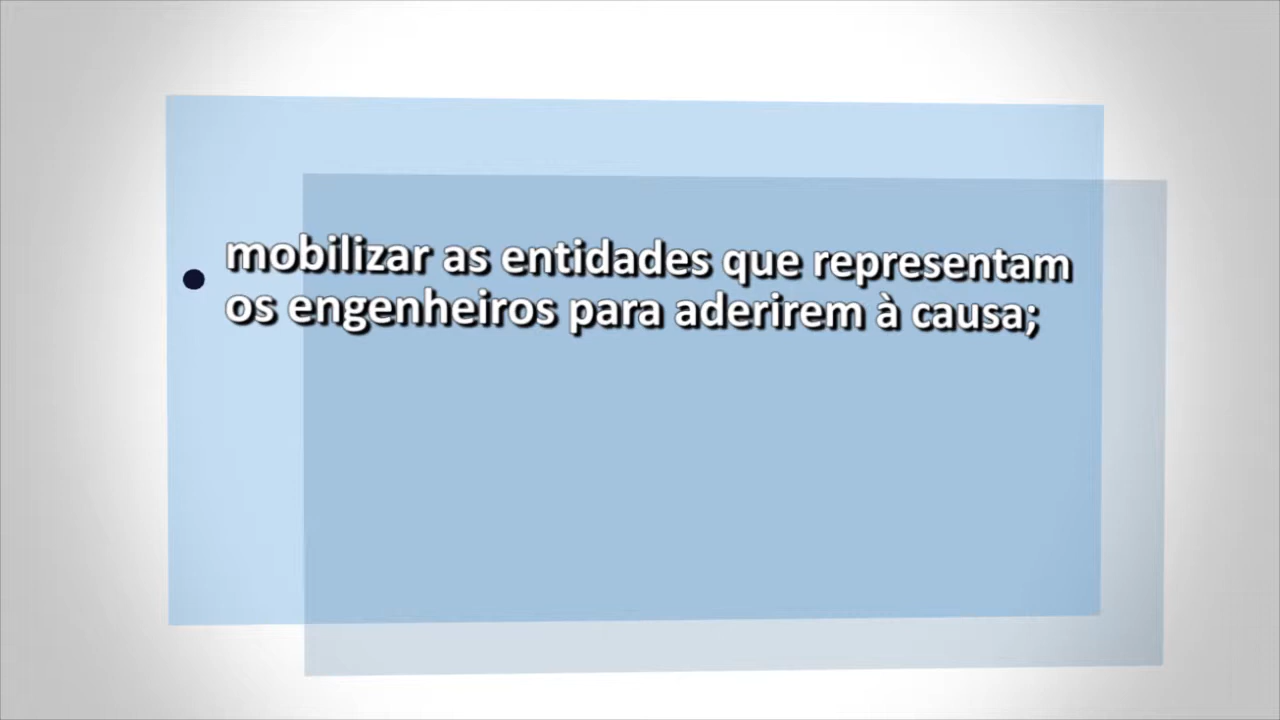 mobilizar as entidades que representam
os engenheiros para aderirem à causa;